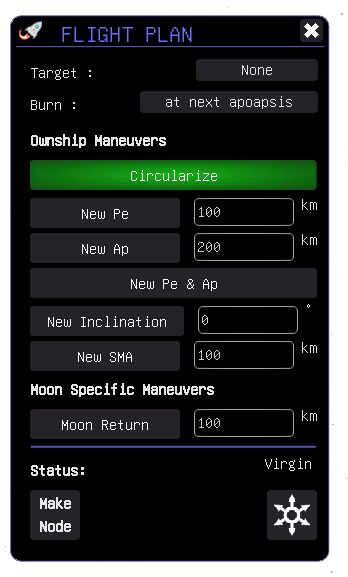 FLIGHT PLAN
Target : None
Burn : at next apoapsis
Ownship Maneuvers
Circularize
New Pe 100 km
New Ap 200 km
New Pe & Ap
New Inclination 0 °
New SMA 100 km
Moon Specific Maneuvers
Moon Return 100 km
Status: Virgin
Make
Node